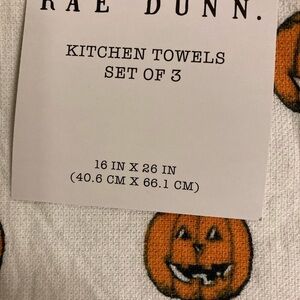 RAE DUNN.
KITCHEN TOWELS
SET OF 3
16 IN X 26 IN
(40.6 CM X 66.1 CM)